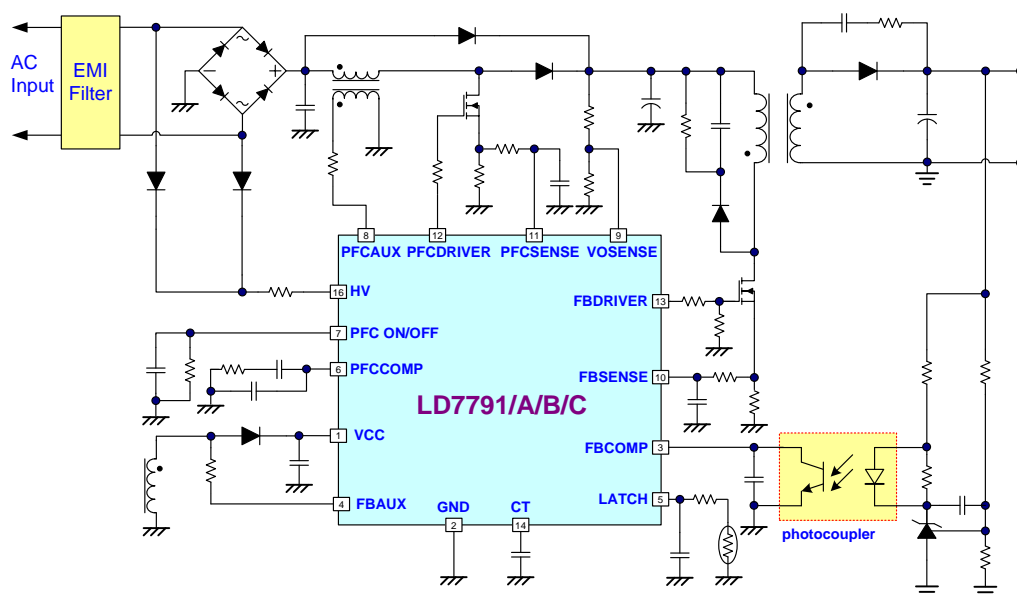 AC
Input
EMI
Filter
~
−
+
~
8
12
11
9
PFCAUX
PFCDRIVER
PFCSENSE
VOSENSE
16
HV
FBDRIVER
13
7
PFC ON/OFF
6
PFCCOMP
FBSENSE
10
LD7791/A/B/C
1
VCC
FBCOMP
3
4
FBAUX
GND
CT
LATCH
5
2
14
photocoupler